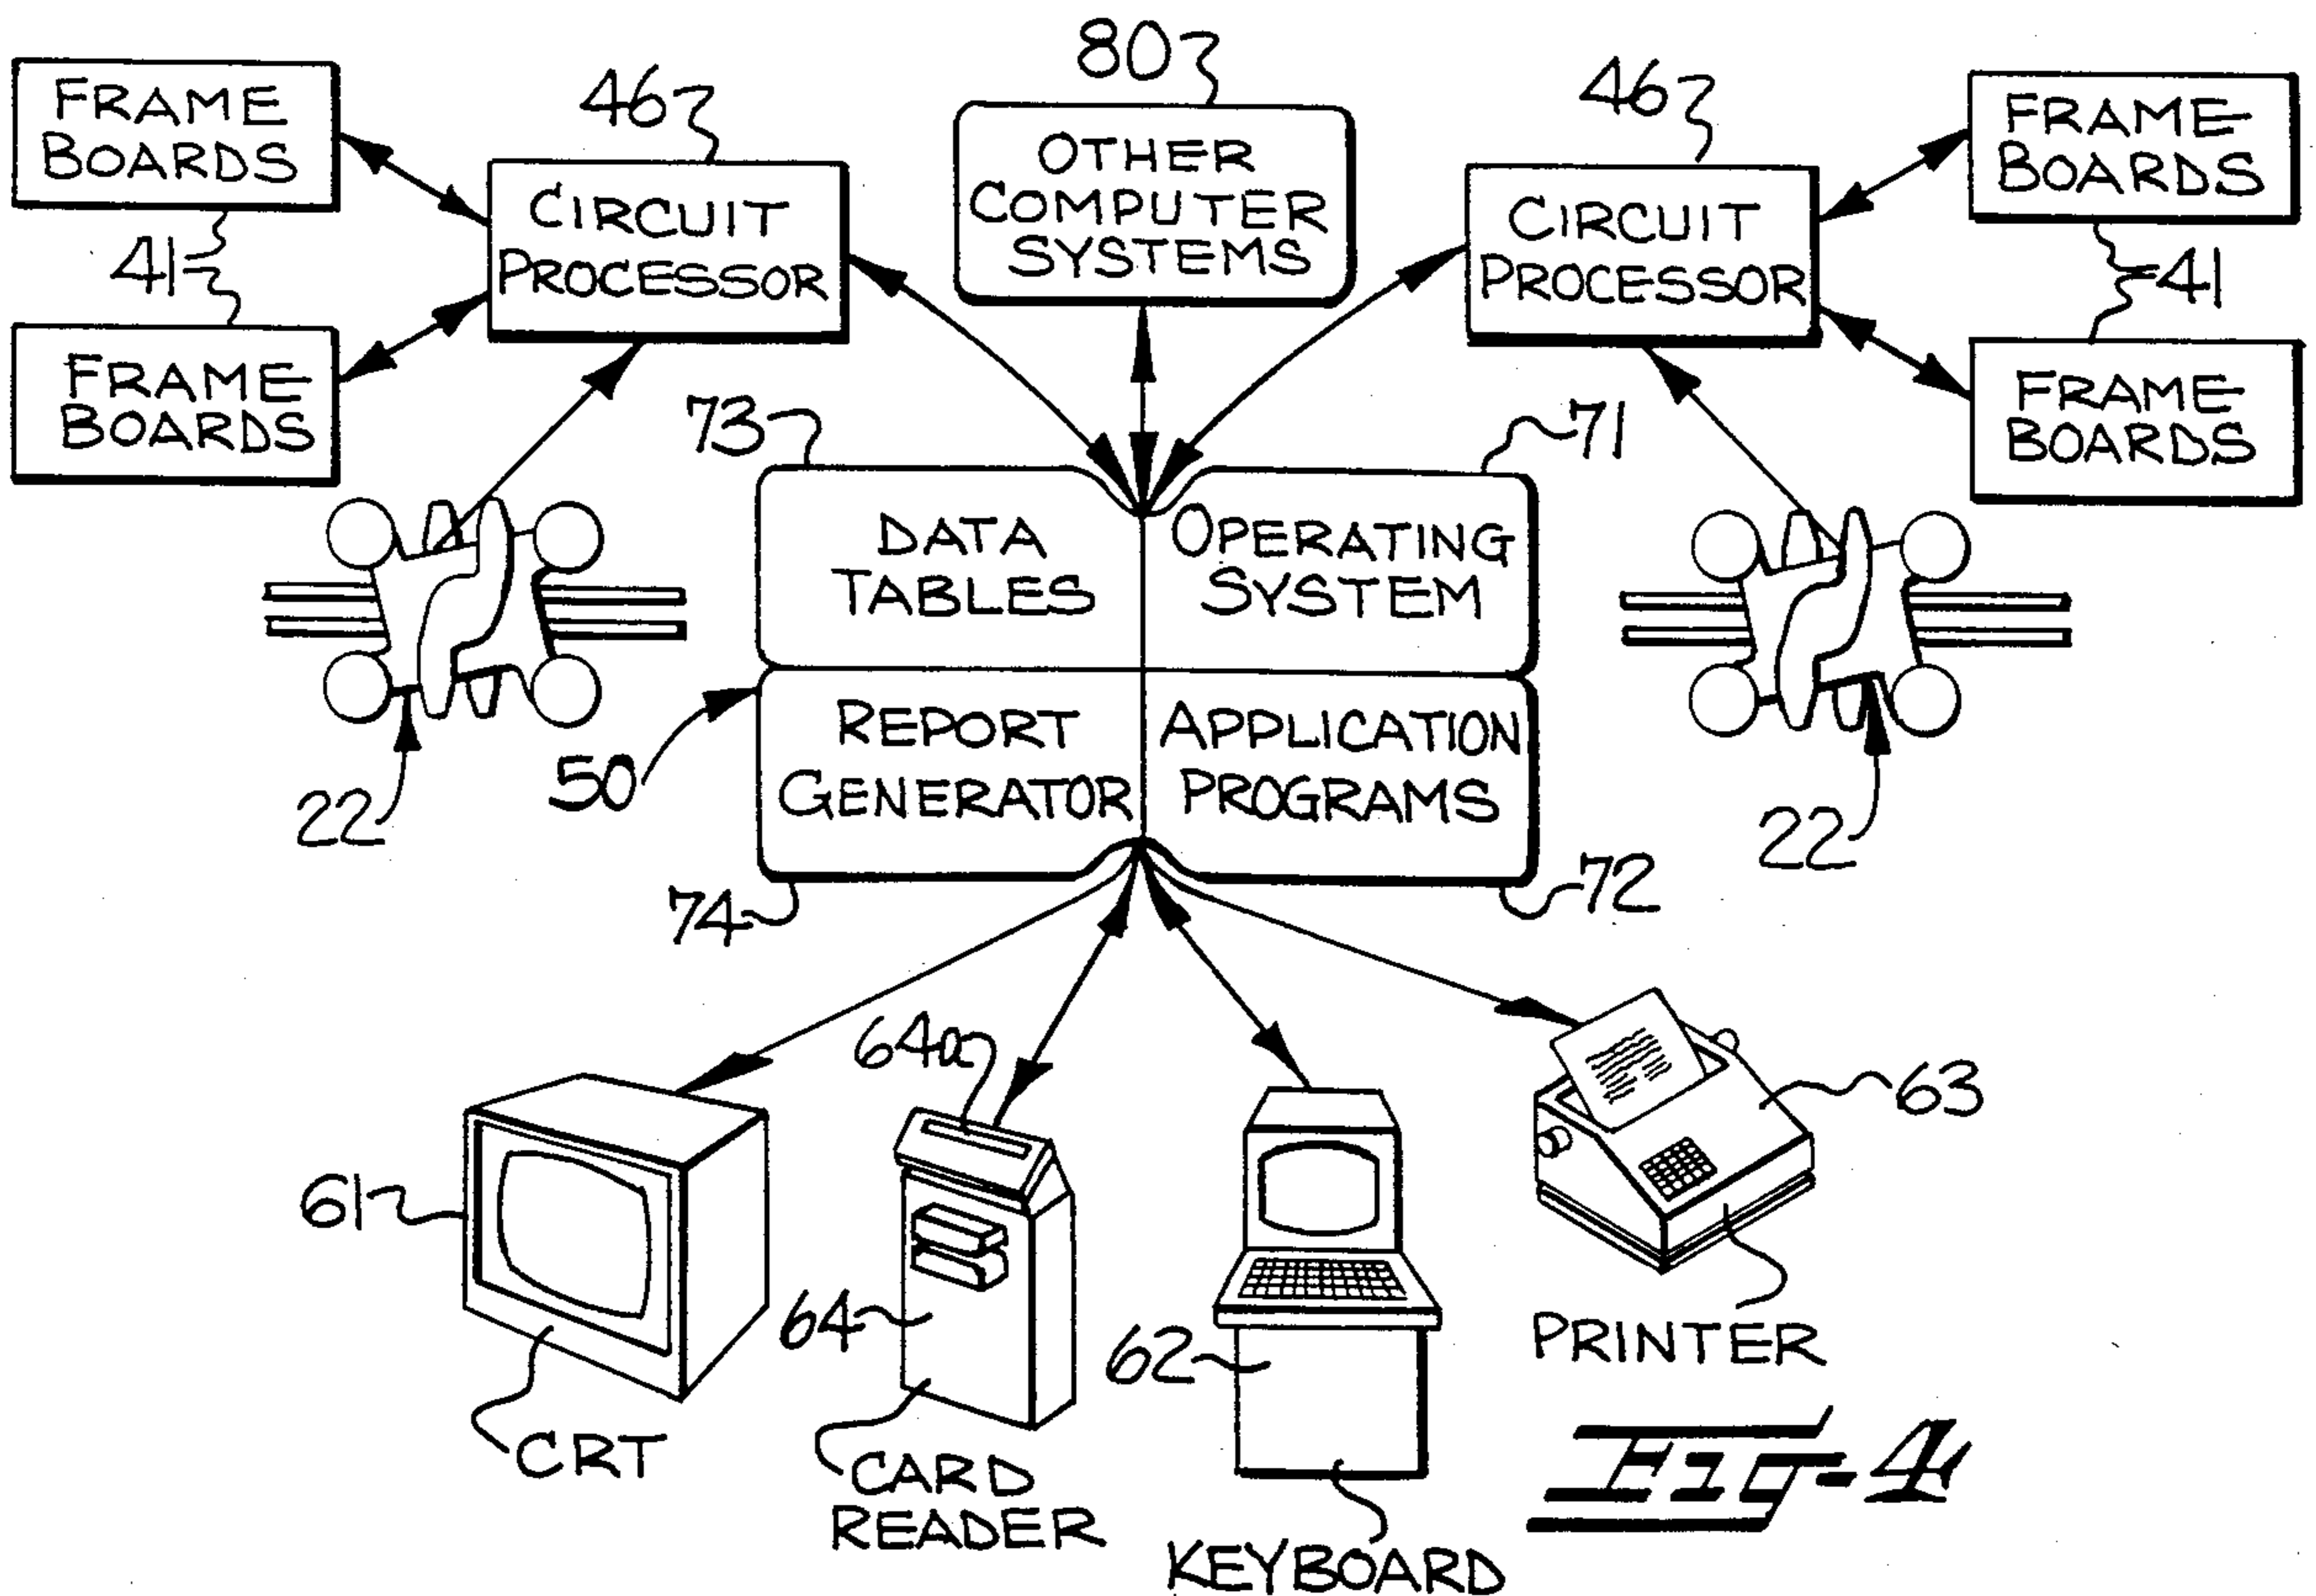 80
46
46
FRAME
BOARDS
FRAME
BOARDS
OTHER
COMPUTER
SYSTEMS
CIRCUIT
PROCESSOR
CIRCUIT
PROCESSOR
41
41
FRAME
BOARDS
FRAME
BOARDS
73
71
DATA
TABLES
OPERATING
SYSTEM
REPORT
GENERATOR
APPLICATION
PROGRAMS
50
22
22
74
72
64a
63
61
64
62
PRINTER
CRT
CARD
READER
KEYBOARD
Fig-4